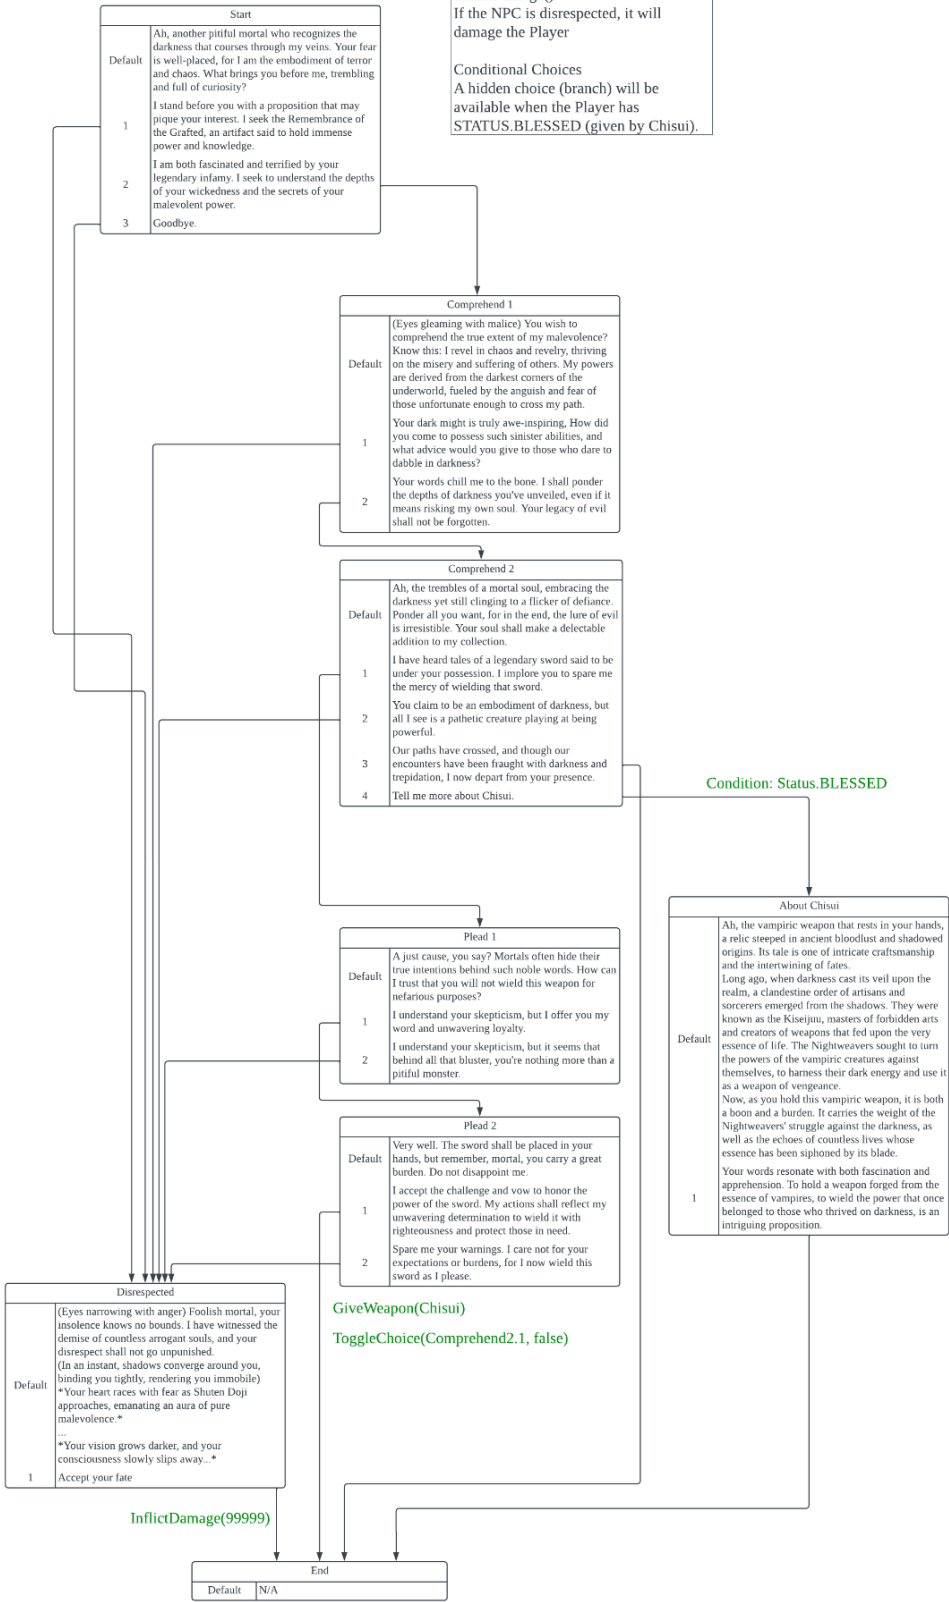 If the NPC is disrespected, it will
damage the Player
Conditional Choices
A hidden choice (branch) will be
available when the Player has
STATUS.BLESSED (given by Chisui).
Start
Default
Ah, another pitiful mortal who recognizes the
darkness that courses through my veins. Your fear
is well-placed, for I am the embodiment of terror
and chaos. What brings you before me, trembling
and full of curiosity?
1
I stand before you with a proposition that may
pique your interest. I seek the Remembrance of
the Grafted, an artifact said to hold immense
power and knowledge.
2
I am both fascinated and terrified by your
legendary infamy. I seek to understand the depths
of your wickedness and the secrets of your
malevolent power.
3
Goodbye.
Comprehend 1
Default
(Eyes gleaming with malice) You wish to
comprehend the true extent of my malevolence?
Know this: I revel in chaos and revelry, thriving
on the misery and suffering of others. My powers
are derived from the darkest corners of the
underworld, fueled by the anguish and fear of
those unfortunate enough to cross my path.
1
Your dark might is truly awe-inspiring, How did
you come to possess such sinister abilities, and
what advice would you give to those who dare to
dabble in darkness?
2
Your words chill me to the bone. I shall ponder
the depths of darkness you've unveiled, even if it
means risking my own soul. Your legacy of evil
shall not be forgotten.
Comprehend 2
Default
Ah, the trembles of a mortal soul, embracing the
darkness yet still clinging to a flicker of defiance.
Ponder all you want, for in the end, the lure of evil
is irresistible. Your soul shall make a delectable
addition to my collection.
1
I have heard tales of a legendary sword said to be
under your possession. I implore you to spare me
the mercy of wielding that sword.
2
You claim to be an embodiment of darkness, but
all I see is a pathetic creature playing at being
powerful.
3
Our paths have crossed, and though our
encounters have been fraught with darkness and
trepidation, I now depart from your presence.
4
Tell me more about Chisui.
Condition: Status.BLESSED
About Chisui
Default
Ah, the vampiric weapon that rests in your hands,
a relic steeped in ancient bloodlust and shadowed
origins. Its tale is one of intricate craftsmanship
and the intertwining of fates.
Long ago, when darkness cast its veil upon the
realm, a clandestine order of artisans and
sorcerers emerged from the shadows. They were
known as the Kiseijuu, masters of forbidden arts
and creators of weapons that fed upon the very
essence of life. The Nightweavers sought to turn
the powers of the vampiric creatures against
themselves, to harness their dark energy and use it
as a weapon of vengeance.
Now, as you hold this vampiric weapon, it is both
a boon and a burden. It carries the weight of the
Nightweavers' struggle against the darkness, as
well as the echoes of countless lives whose
essence has been siphoned by its blade.
1
Your words resonate with both fascination and
apprehension. To hold a weapon forged from the
essence of vampires, to wield the power that once
belonged to those who thrived on darkness, is an
intriguing proposition.
Plead 1
Default
A just cause, you say? Mortals often hide their
true intentions behind such noble words. How can
I trust that you will not wield this weapon for
nefarious purposes?
1
I understand your skepticism, but I offer you my
word and unwavering loyalty.
2
I understand your skepticism, but it seems that
behind all that bluster, you're nothing more than a
pitiful monster.
Plead 2
Default
Very well. The sword shall be placed in your
hands, but remember, mortal, you carry a great
burden. Do not disappoint me.
1
I accept the challenge and vow to honor the
power of the sword. My actions shall reflect my
unwavering determination to wield it with
righteousness and protect those in need.
2
Spare me your warnings. I care not for your
expectations or burdens, for I now wield this
sword as I please.
GiveWeapon(Chisui)
ToggleChoice(Comprehend2.1, false)
Disrespected
Default
(Eyes narrowing with anger) Foolish mortal, your
insolence knows no bounds. I have witnessed the
demise of countless arrogant souls, and your
disrespect shall not go unpunished.
(In an instant, shadows converge around you,
binding you tightly, rendering you immobile)
*Your heart races with fear as Shuten Doji
approaches, emanating an aura of pure
malevolence.*
...
*Your vision grows darker, and your
consciousness slowly slips away...*
1
Accept your fate
InflictDamage(99999)
End
Default
N/A